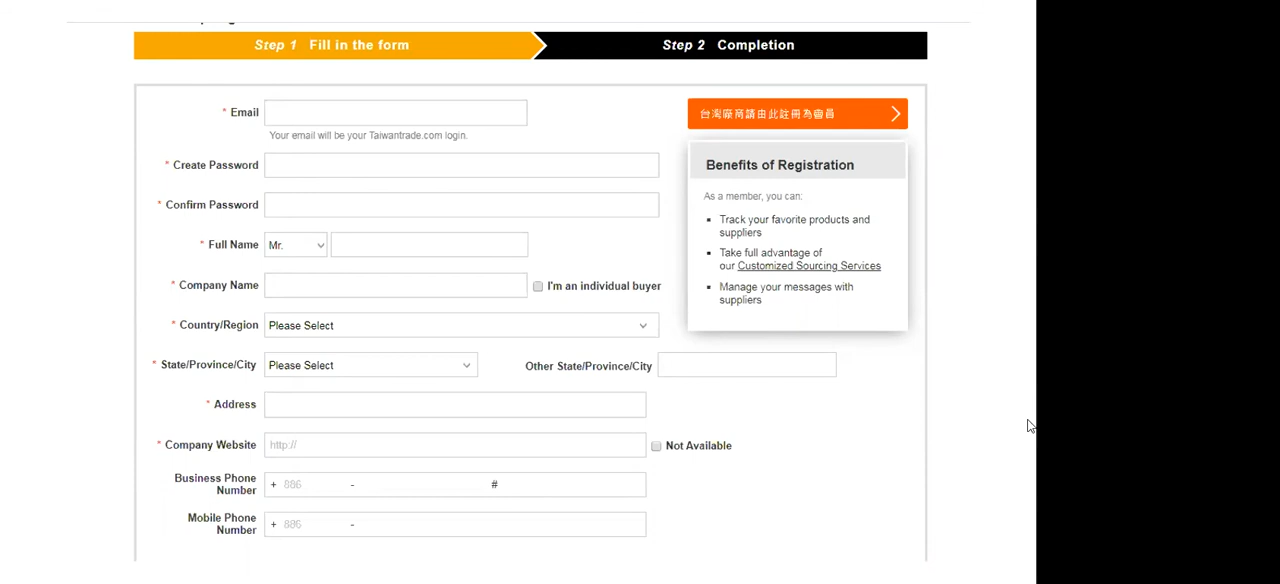 Step 1 Fill in the form
Step 2 Completion
* Email
Your email will be your Taiwantrade.com login.
* Create Password
* Confirm Password
* Full Name Mr.
* Company Name I'm an individual buyer
* Country/Region Please Select
* State/Province/City Please Select Other State/Province/City
* Address
* Company Website http:// Not Available
Business Phone
Number + 886 - #
Mobile Phone
Number + 886 -
台灣廠商請由此註冊為會員
Benefits of Registration
As a member, you can:
Track your favorite products and
suppliers
Take full advantage of
our Customized Sourcing Services
Manage your messages with
suppliers